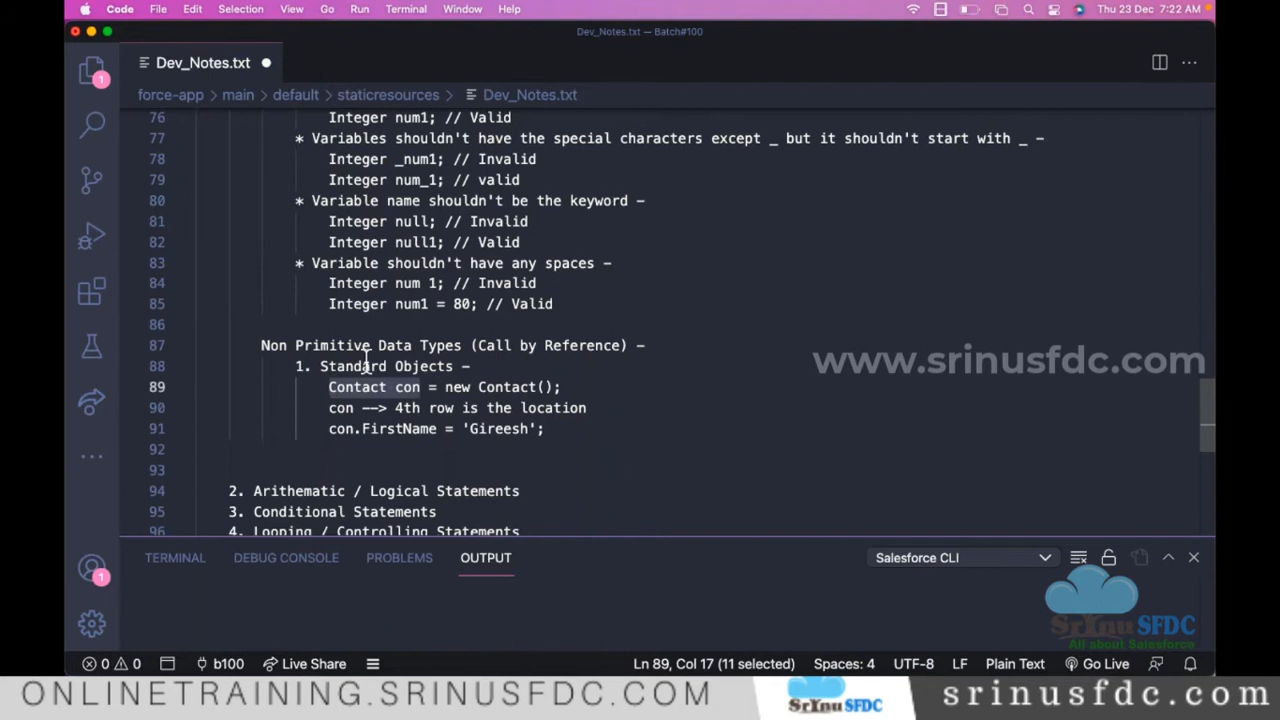 Code File Edit Selection View Go Run Terminal Window Help Thu 23 Dec 7:22 AM
Dev_Notes.txt — Batch#100
Dev_Notes.txt
force-app > main > default > staticresources > Dev_Notes.txt
76 Integer num1; // Valid
77 * Variables shouldn't have the special characters except _ but it shouldn't start with _ -
78 Integer _num1; // Invalid
79 Integer num_1; // valid
80 * Variable name shouldn't be the keyword -
81 Integer null; // Invalid
82 Integer null1; // Valid
83 * Variable shouldn't have any spaces -
84 Integer num 1; // Invalid
85 Integer num1 = 80; // Valid
86
87 Non Primitive Data Types (Call by Reference) -
88 1. Standard Objects -
89 Contact con = new Contact();
90 con --> 4th row is the location
91 con.FirstName = 'Gireesh';
92
93
94 2. Arithematic / Logical Statements
95 3. Conditional Statements
96 4. Looping / Controlling Statements
www.srinusfdc.com
1
1
TERMINAL DEBUG CONSOLE PROBLEMS OUTPUT Salesforce CLI
SrYnu SFDC
All about Salesforce
0 0 b100 Live Share Ln 89, Col 17 (11 selected) Spaces: 4 UTF-8 LF Plain Text Go Live
ONLINETRAINING.SRINUSFDC.COM SrYnu SFDC srinusfdc.com